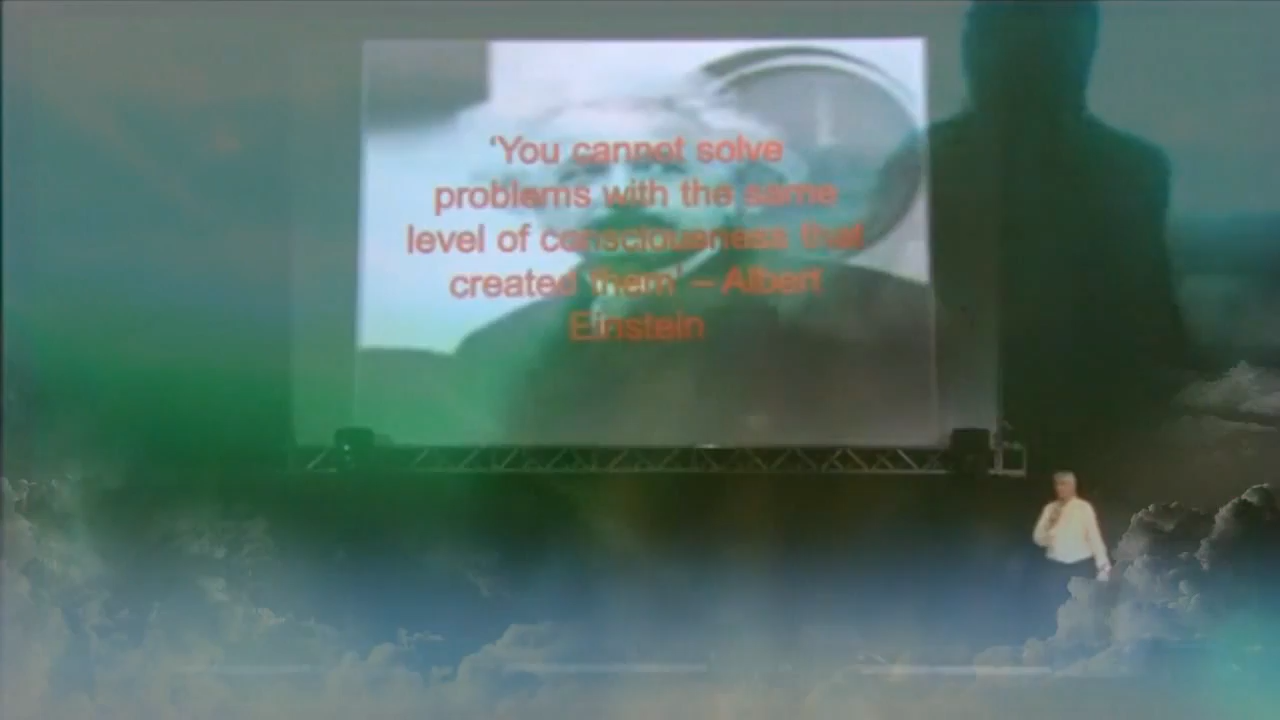 ‘You cannot solve
problems with the same
level of consciousness that
created them’ – Albert
Einstein